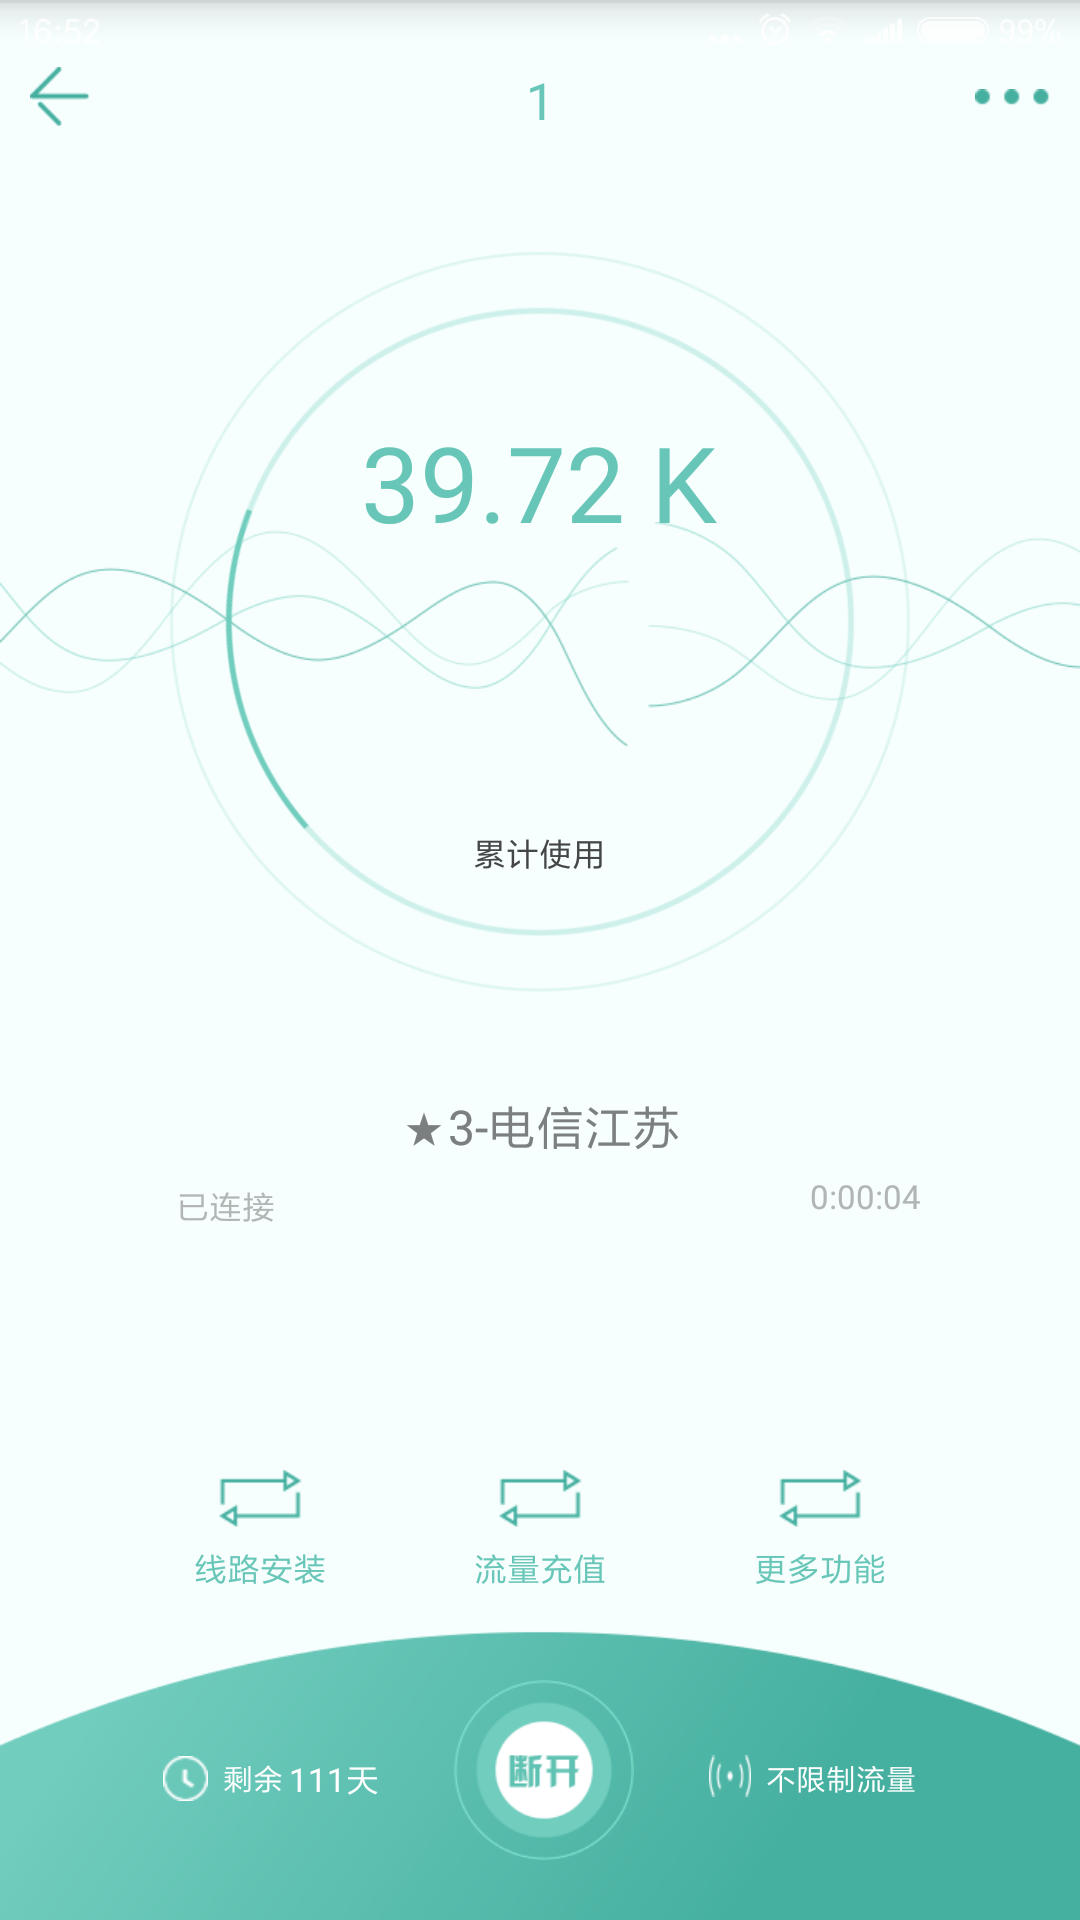 16:52
99%
1
39.72 K
累计使用
★3-电信江苏
已连接
0:00:04
线路安装
流量充值
更多功能
剩余 111天
断开
不限制流量